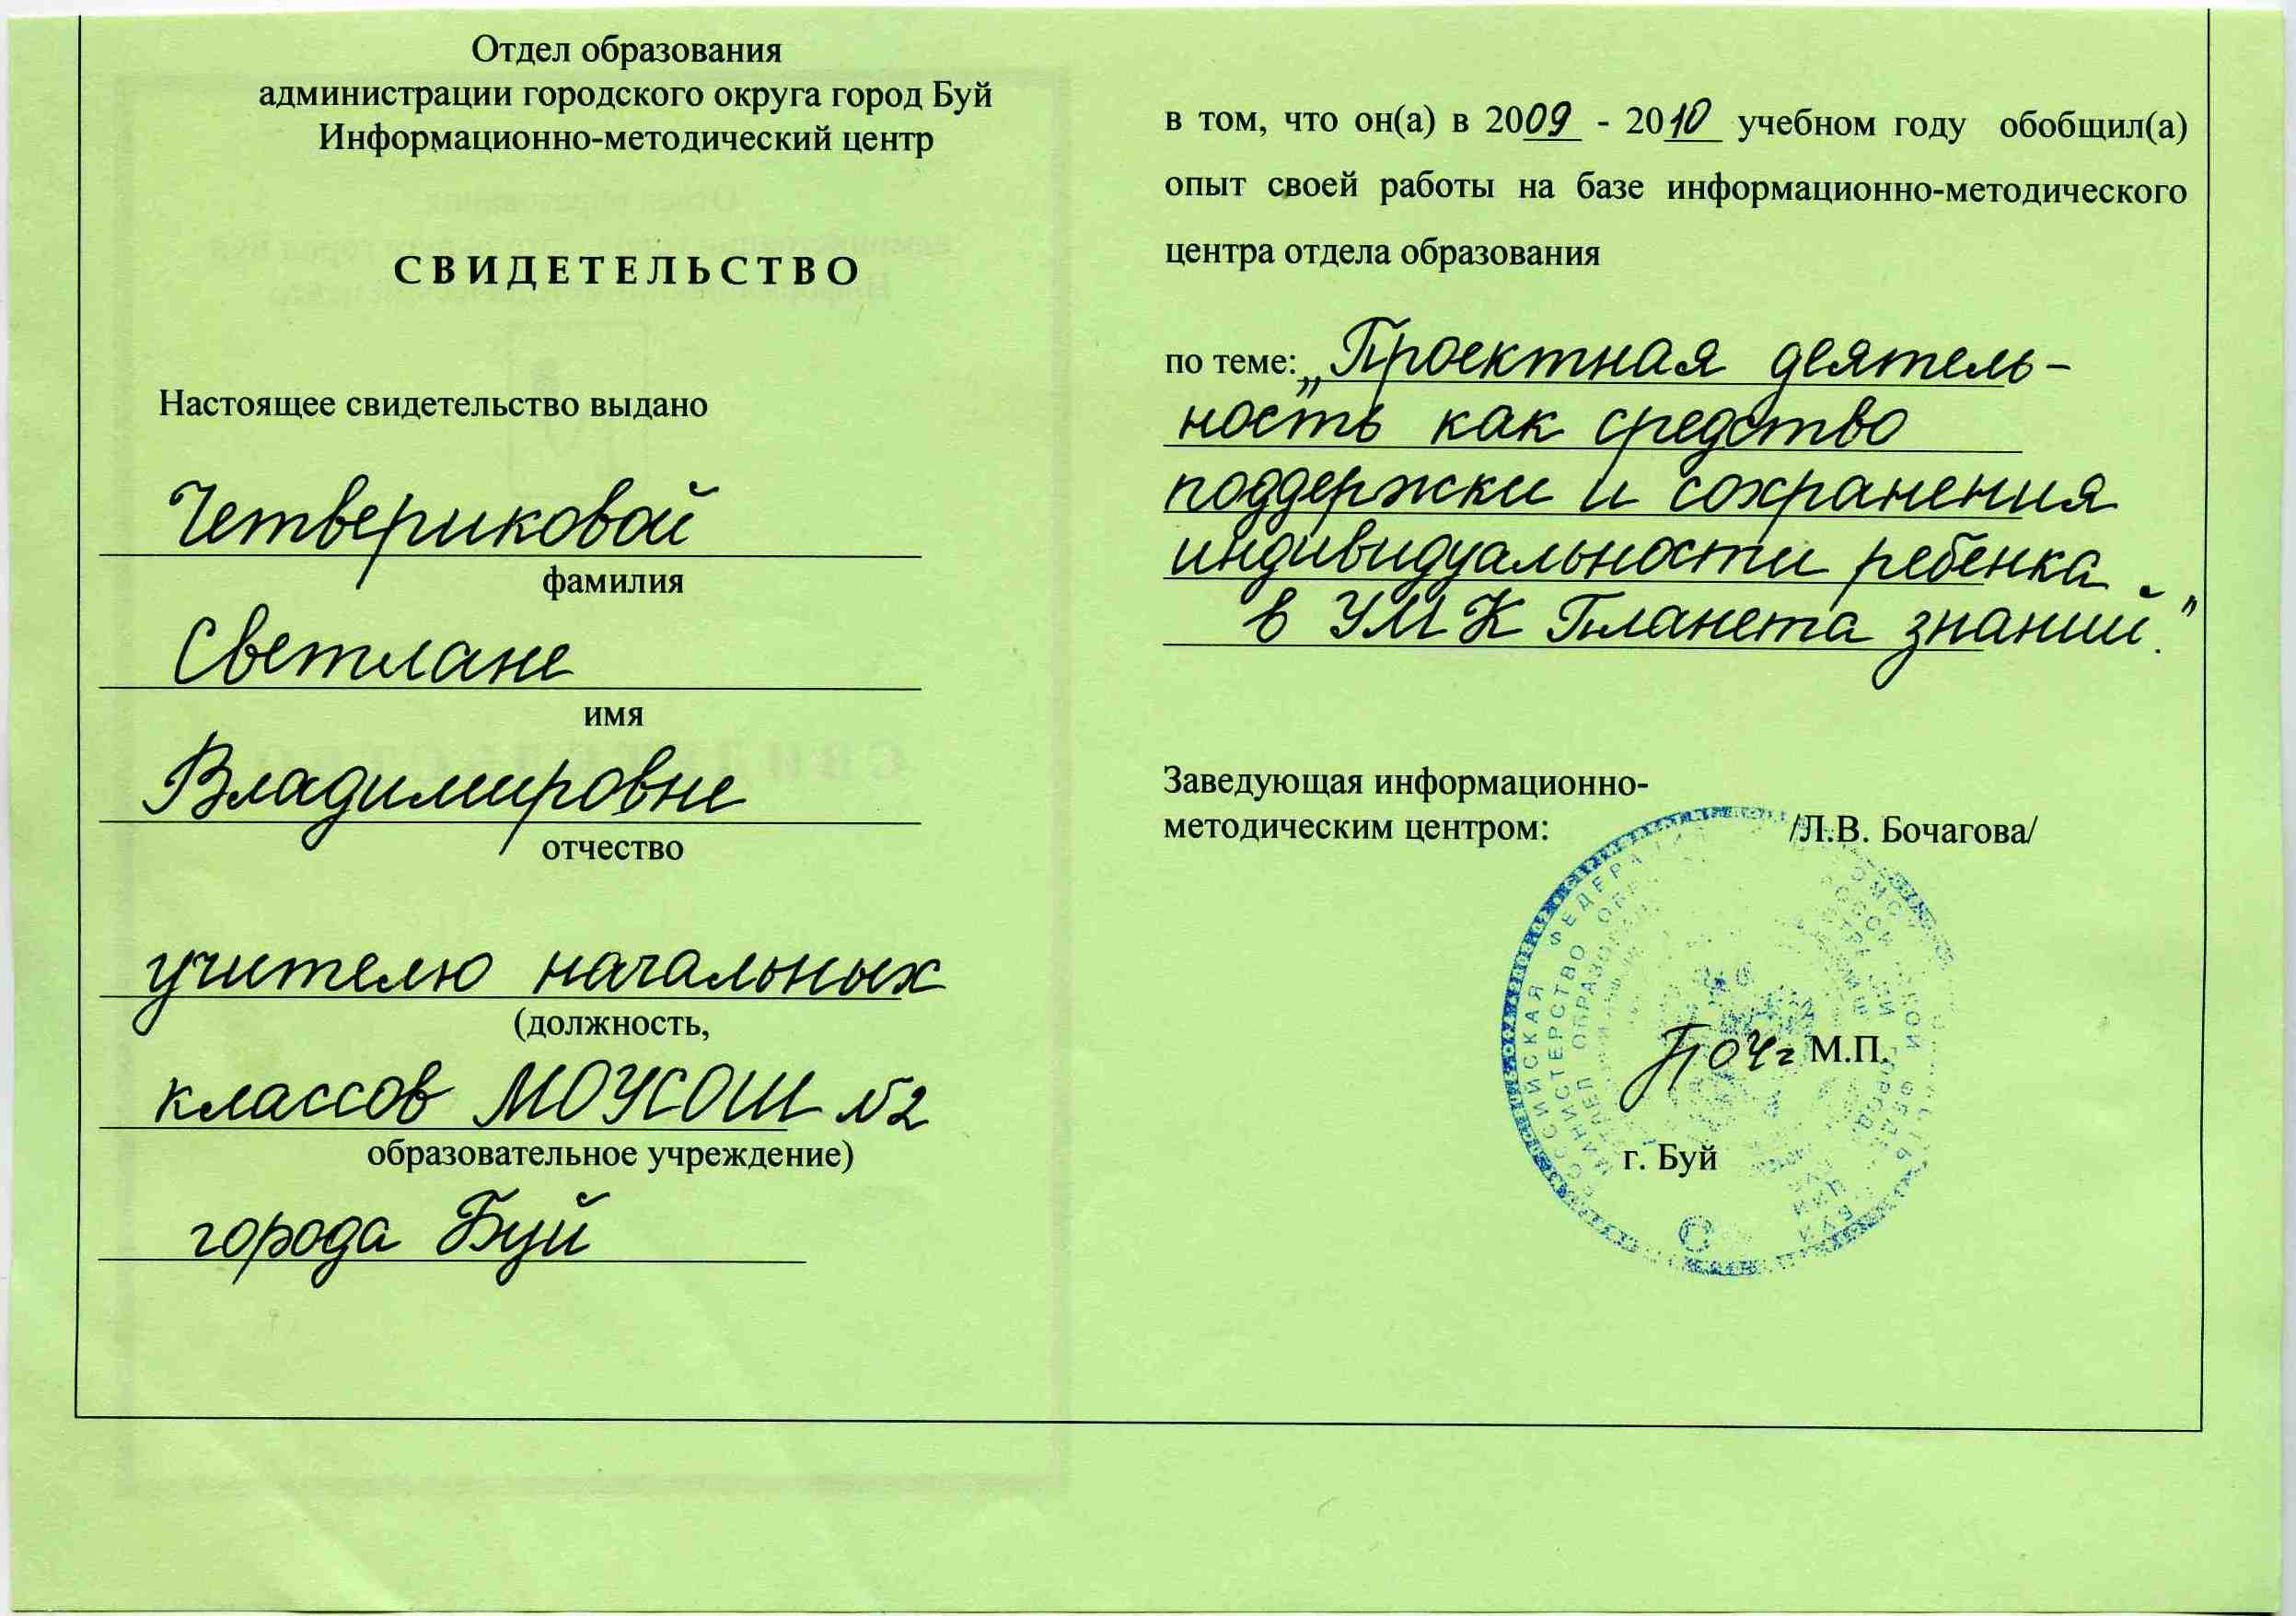 Отдел образования
администрации городского округа город Буй
Информационно-методический центр
СВИДЕТЕЛЬСТВО
Настоящее свидетельство выдано
Четвериковой
фамилия
Светлане
имя
Владимировне
отчество
учителю начальных
(должность,
классов МОУСОШ №2
образовательное учреждение)
города Буй
в том, что он(а) в 2009 - 2010 учебном году обобщил(а)
опыт своей работы на базе информационно-методического
центра отдела образования
по теме: „Проектная деятель-
ность как средство
поддержки и сохранения
индивидуальности ребенка
в УМК Планета знаний."
Заведующая информационно-
методическим центром: /Л.В. Бочагова/
М.П.
г. Буй